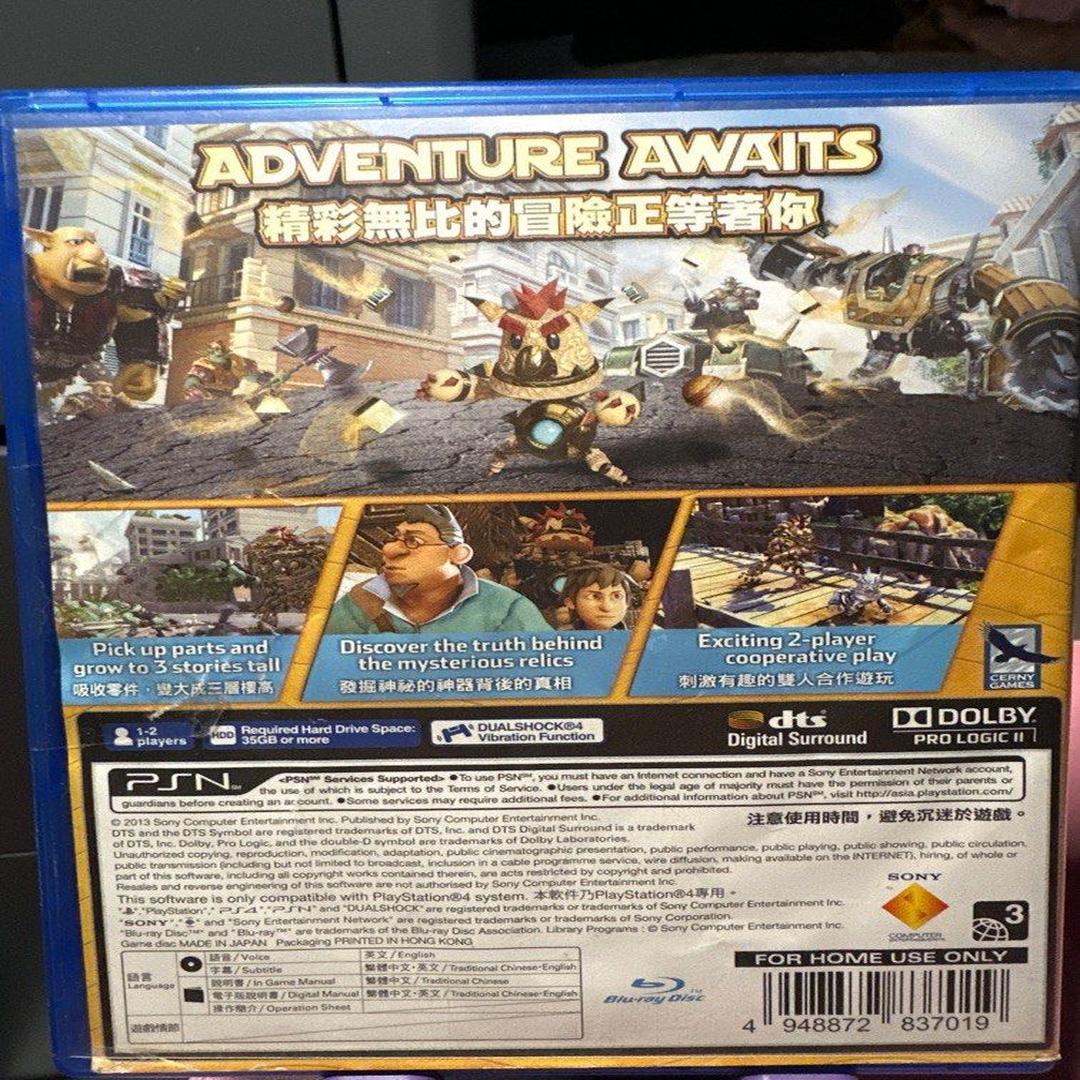 ADVENTURE AWAITS
精彩無比的冒險正等著你
Pick up parts and
grow to 3 stories tall
吸收零件，變大成三層樓高
Discover the truth behind
the mysterious relics
發掘神祕的神器背後的真相
Exciting 2-player
cooperative play
刺激有趣的雙人合作遊玩
CERNY
GAMES
1-2
players
HDD
Required Hard Drive Space:
35GB or more
DUALSHOCK®4
Vibration Function
dts
Digital Surround
DOLBY
PRO LOGIC II
PSN℠
<PSN℠ Services Supported> ●To use PSN℠, you must have an Internet connection and have a Sony Entertainment Network account,
the use of which is subject to the Terms of Service. ●Users under the legal age of majority must have the permission of their parents or
guardians before creating an account. ●Some services may require additional fees. ●For additional information about PSN℠, visit http://asia.playstation.com/
© 2013 Sony Computer Entertainment Inc. Published by Sony Computer Entertainment Inc.
注意使用時間，避免沉迷於遊戲。
DTS and the DTS Symbol are registered trademarks of DTS, Inc. and DTS Digital Surround is a trademark
of DTS, Inc. Dolby, Pro Logic, and the double-D symbol are trademarks of Dolby Laboratories.
Unauthorized copying, reproduction, modification, adaptation, public cinematographic presentation, public performance, public playing, public showing, public circulation,
public transmission (including but not limited to broadcast, inclusion in a cable programme service, wire diffusion, making available on the INTERNET), hiring, of whole or
part of this software, including all copyright works contained therein, are acts restricted by copyright and prohibited.
Resales and reverse engineering of this software are not authorised by Sony Computer Entertainment Inc.
This software is only compatible with PlayStation®4 system. 本軟件乃PlayStation®4專用。
"PlayStation", "PS4", "PSN" and "DUALSHOCK" are registered trademarks or trademarks of Sony Computer Entertainment Inc.
"SONY", and "Sony Entertainment Network" are registered trademarks or trademarks of Sony Corporation.
"Blu-ray Disc™" and "Blu-ray™" are trademarks of the Blu-ray Disc Association. Library Programs : © Sony Computer Entertainment Inc.
Game disc MADE IN JAPAN Packaging PRINTED IN HONG KONG
SONY
COMPUTER
ENTERTAINMENT
3
語言
Language
語音/Voice
英文/English
字幕/Subtitle
繁體中文·英文/Traditional Chinese·English
說明書/In Game Manual
繁體中文/Traditional Chinese
電子版說明書/Digital Manual
繁體中文·英文/Traditional Chinese·English
操作簡介/Operation Sheet
遊戲情節
Blu-ray Disc™
FOR HOME USE ONLY
4 948872 837019